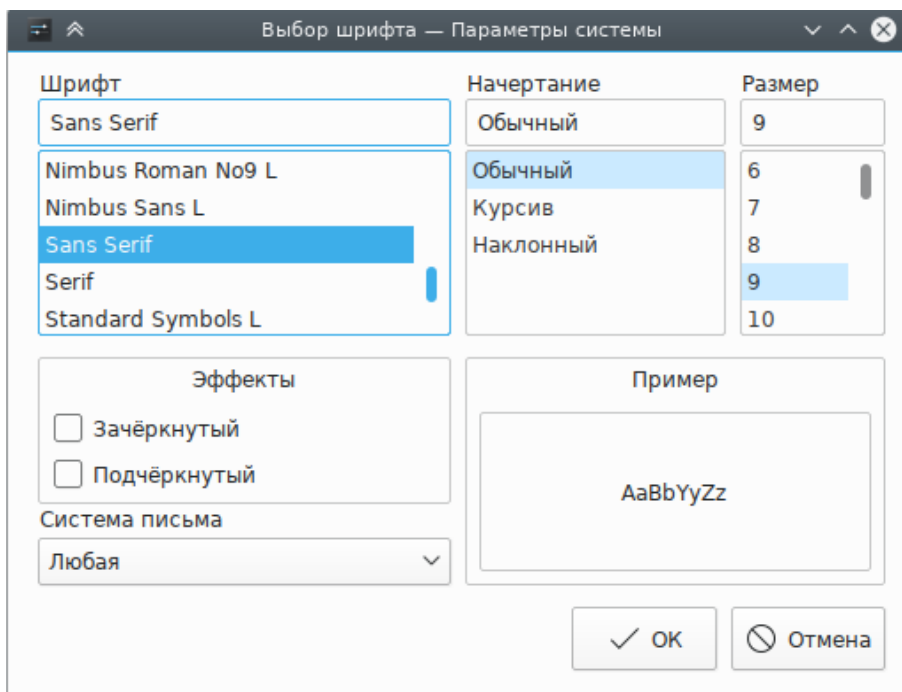 Выбор шрифта — Параметры системы
Шрифт
Sans Serif
Nimbus Roman No9 L
Nimbus Sans L
Sans Serif
Serif
Standard Symbols L
Начертание
Обычный
Обычный
Курсив
Наклонный
Размер
9
6
7
8
9
10
Эффекты
Зачёркнутый
Подчёркнутый
Система письма
Любая
Пример
AaBbYyZz
ОК
Отмена